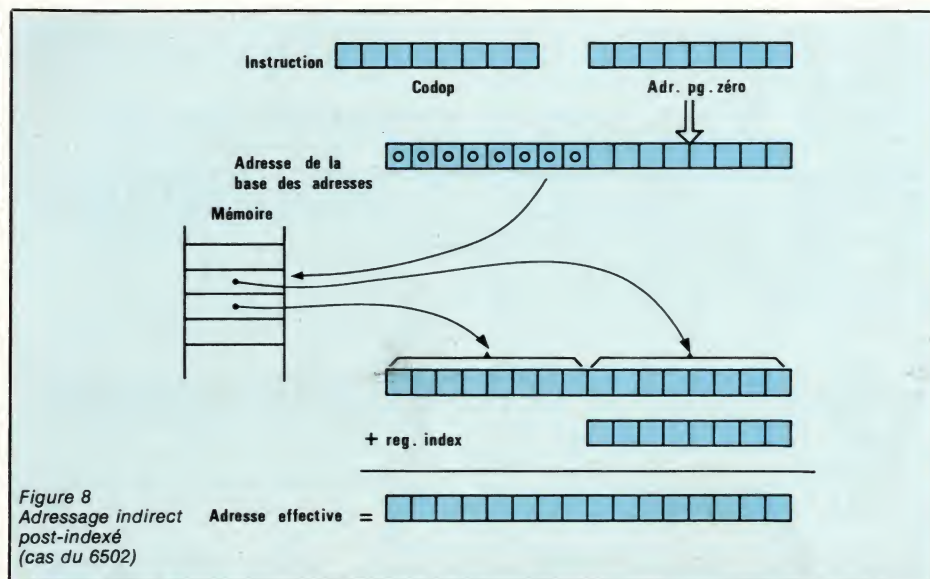 Instruction
Codop
Adr. pg. zéro
Adresse de la
base des adresses
o o o o o o o o
Mémoire
+ reg. index
Figure 8
Adressage indirect
post-indexé
(cas du 6502)
Adresse effective =